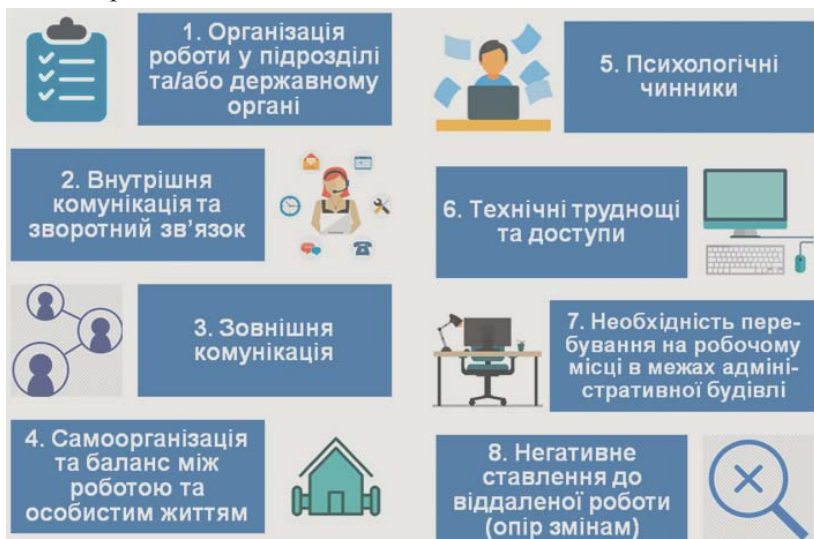 1. Організація
роботи у підрозділі
та/або державному
органі
2. Внутрішня
комунікація та
зворотний зв’язок
3. Зовнішня
комунікація
4. Самоорганізація
та баланс між
роботою та
особистим життям
5. Психологічні
чинники
6. Технічні труднощі
та доступи
7. Необхідність пере-
бування на робочому
місці в межах адміні-
стративної будівлі
8. Негативне
ставлення до
віддаленої роботи
(опір змінам)